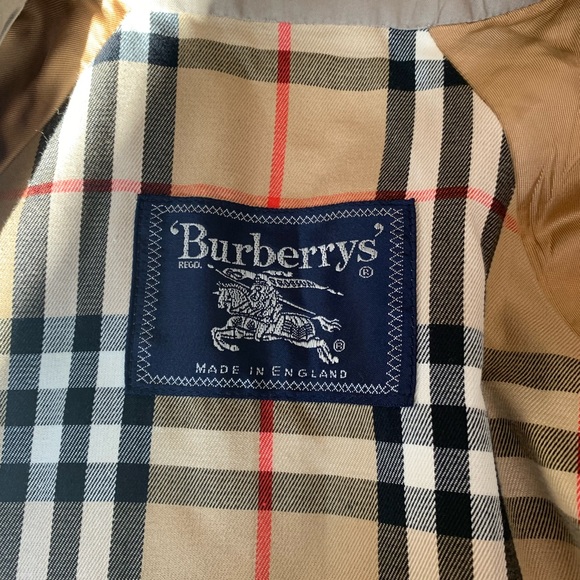 'Burberrys'
REGD. ®
®
MADE IN ENGLAND